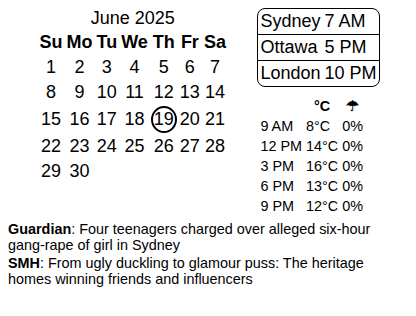 June 2025
Su Mo Tu We Th Fr Sa
1 2 3 4 5 6 7
8 9 10 11 12 13 14
15 16 17 18 19 20 21
22 23 24 25 26 27 28
29 30
Sydney 7 AM
Ottawa 5 PM
London 10 PM
°C ☂
9 AM 8°C 0%
12 PM 14°C 0%
3 PM 16°C 0%
6 PM 13°C 0%
9 PM 12°C 0%
Guardian: Four teenagers charged over alleged six-hour
gang-rape of girl in Sydney
SMH: From ugly duckling to glamour puss: The heritage
homes winning friends and influencers